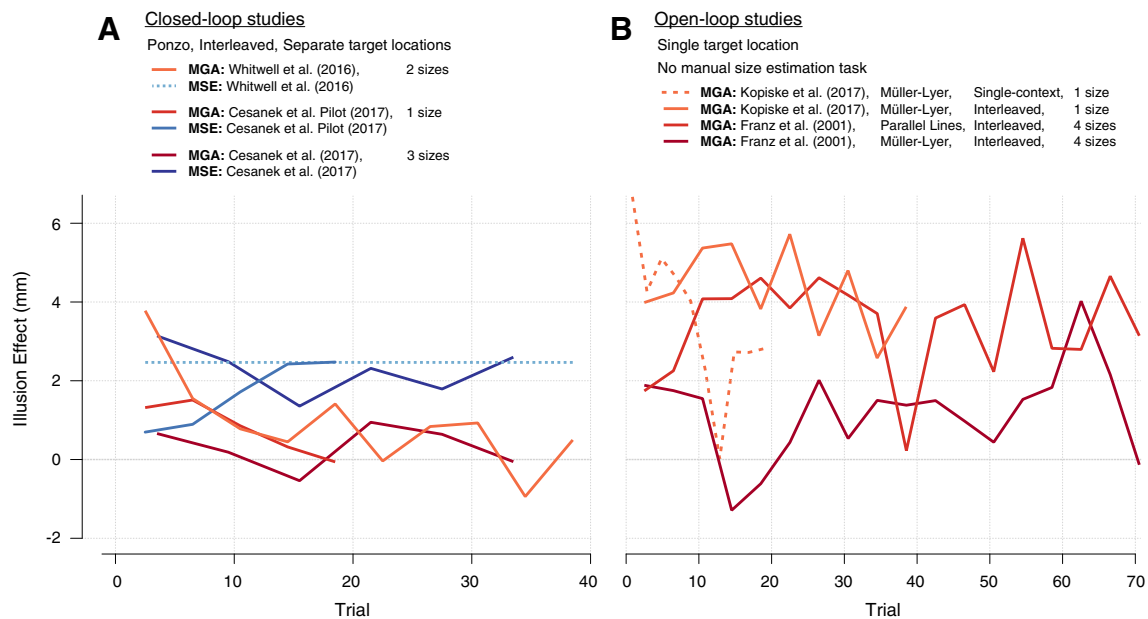 A
Closed-loop studies
Ponzo, Interleaved, Separate target locations
MGA: Whitwell et al. (2016), 2 sizes
MSE: Whitwell et al. (2016)
MGA: Cesanek et al. Pilot (2017), 1 size
MSE: Cesanek et al. Pilot (2017)
MGA: Cesanek et al. (2017), 3 sizes
MSE: Cesanek et al. (2017)
B
Open-loop studies
Single target location
No manual size estimation task
MGA: Kopiske et al. (2017), Müller-Lyer, Single-context, 1 size
MGA: Kopiske et al. (2017), Müller-Lyer, Interleaved, 1 size
MGA: Franz et al. (2001), Parallel Lines, Interleaved, 4 sizes
MGA: Franz et al. (2001), Müller-Lyer, Interleaved, 4 sizes
Illusion Effect (mm)
6
4
2
0
-2
0 10 20 30 40
Trial
0 10 20 30 40 50 60 70
Trial